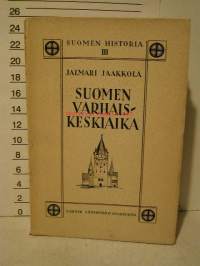 26
24
22
20
18
16
14
12
10
8
6
4
2
0
SUOMEN HISTORIA
III
JALMARI JAAKKOLA
SUOMEN
VARHAIS-
KESKIAIKA